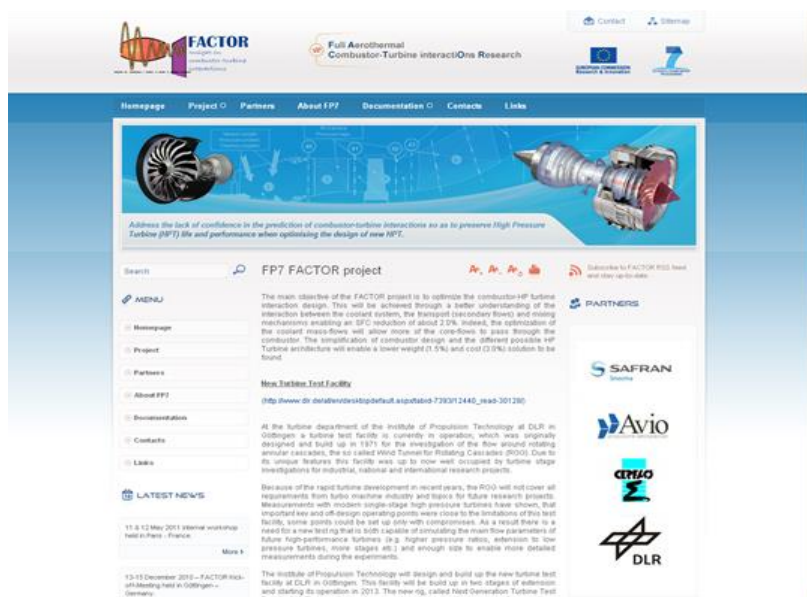 Contact
Sitemap
FACTOR
Full Aerothermal
Combustor-Turbine interactiOns Research
EUROPEAN COMMISSION
Research & Innovation
Homepage Project Partners About FP7 Documentation Contacts Links
Address the lack of confidence in the prediction of combustor-turbine interactions so as to preserve High Pressure
Turbine (HPT) life and performance when optimising the design of new HPT.
Search
MENU
Homepage
Project
Partners
About FP7
Documentation
Contacts
Links
LATEST NEWS
11 & 12 May 2011 Internal workshop
held in Paris - France.
More
13-15 December 2010 – FACTOR kick-
off-Meeting held in Göttingen –
Germany.
FP7 FACTOR project
The main objective of the FACTOR project is to optimize the combustor-HP turbine
interaction design. This will be achieved through a better understanding of the
interaction between the coolant system, the transport (secondary flows) and mixing
mechanisms enabling an SFC reduction of about 2.0%. Indeed, the optimization of
the coolant mass-flows will allow more of the core-flows to pass through the
combustor. The simplification of combustor design and the different possible HP
Turbine architecture will enable a lower weight (1.5%) and cost (3.0%) solution to be
found.
New Turbine Test Facility
At the turbine department of the Institute of Propulsion Technology at DLR in
Göttingen a turbine test facility is currently in operation, which was originally
designed and build up in 1971 for the investigation of the flow around rotating
annular cascades, the so called Wind Tunnel for Rotating Cascades (RGG). Due to
its unique features this facility was up to now well occupied by turbine stage
investigations for industrial, national and international research projects.
Because of the rapid turbine development in recent years, the RGG will not cover all
requirements from turbo machine industry and topics for future research projects.
Measurements with modern single-stage high pressure turbines have shown, that
important key and off-design operating points were close to the limitations of this test
facility, some points could be set up only with compromises. As a result there is a
need for a new test rig that is both capable of simulating the main flow parameters of
future high-performance turbines (e.g. higher pressure ratios, extension to low
pressure turbines, more stages etc.) and enough size to enable more detailed
measurements during the experiments.
The Institute of Propulsion Technology will design and build up the new turbine test
facility at DLR in Göttingen. This facility will be build up in two stages of extension
and starting its operation in 2013. The new rig, called Next Generation Turbine Test
Subscribe to FACTOR RSS feed
and stay up-to-date
PARTNERS
SAFRAN
Snecma
Avio
CERFACS
DLR